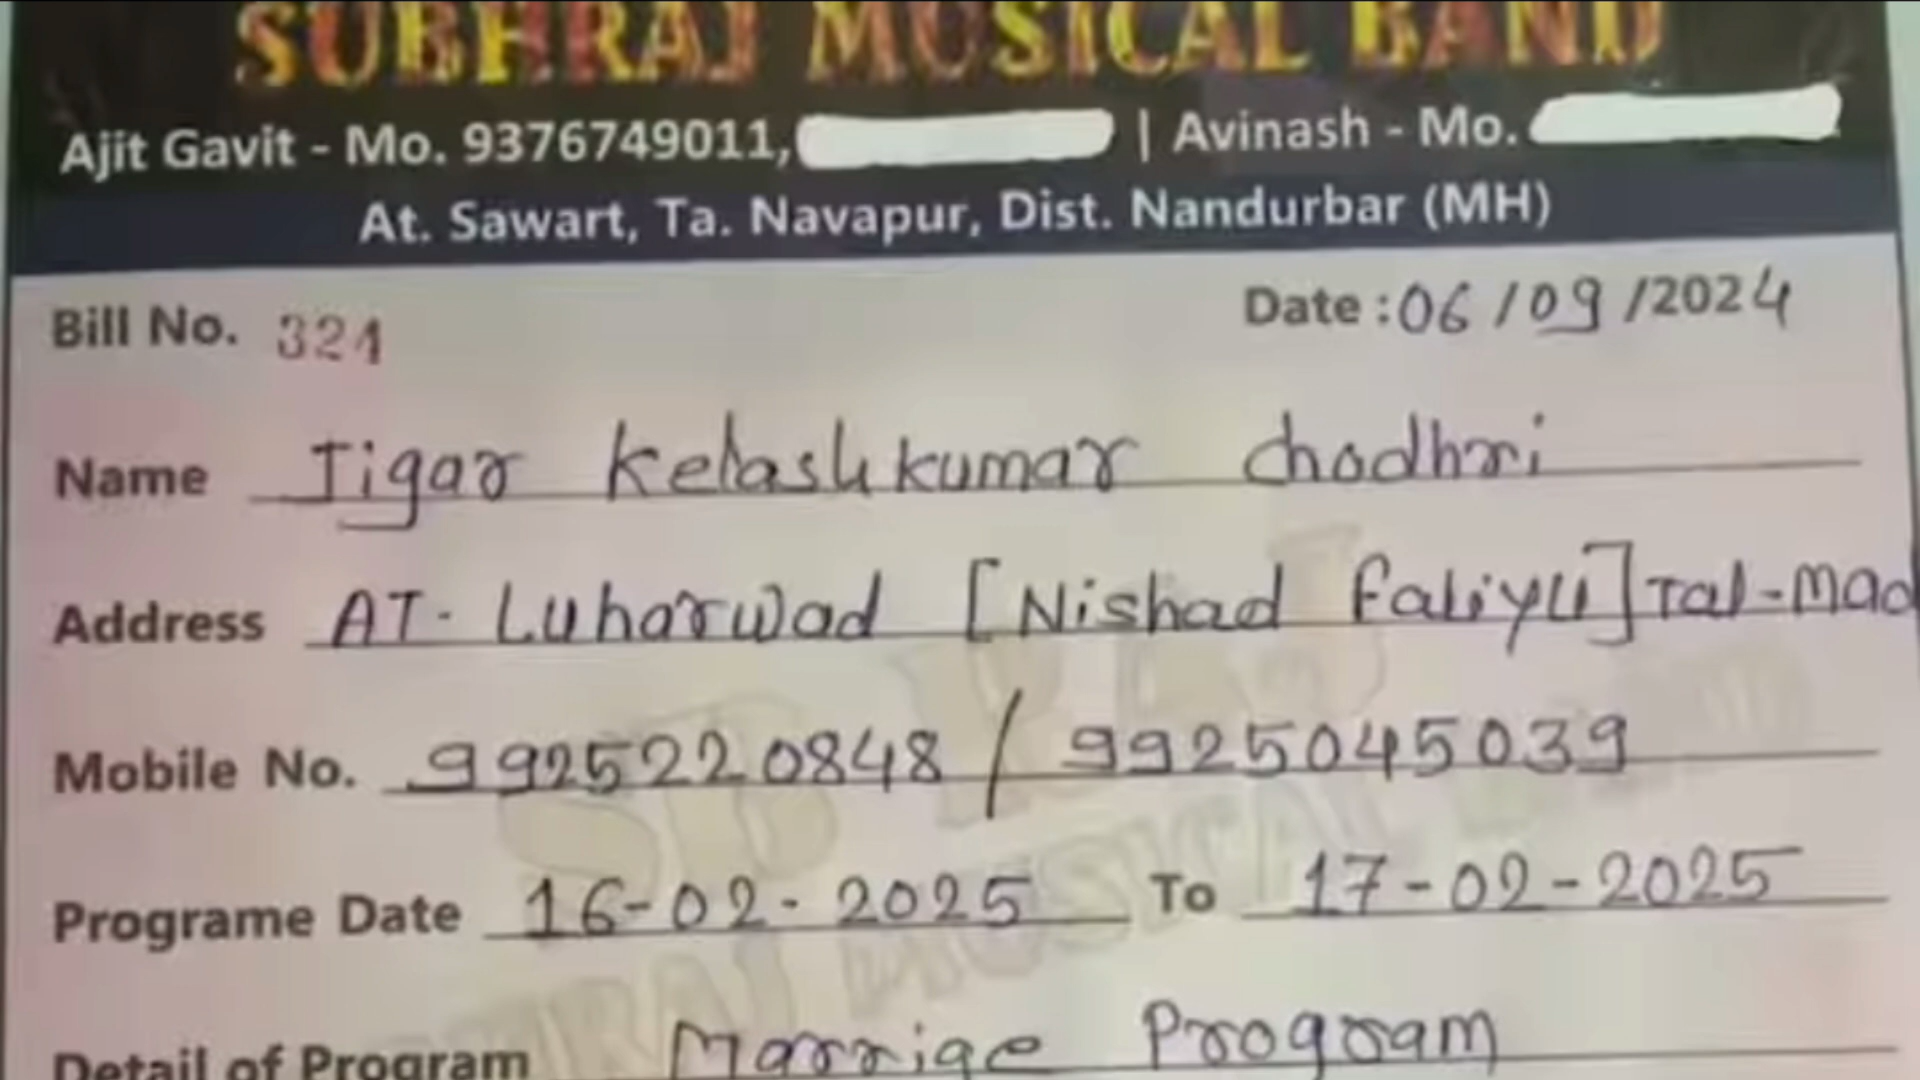 SUBHRAJ MUSICAL BAND
Ajit Gavit - Mo. 9376749011, | Avinash - Mo.
At. Sawart, Ta. Navapur, Dist. Nandurbar (MH)
Bill No. 324 Date : 06/09/2024
Name Jigar Kelashkumar Chodhri
Address AT- Luharwad [Nishad Faliyu] Tal-Mad
Mobile No. 9925220848 / 9925045039
Programe Date 16-02-2025 To 17-02-2025
Detail of Program Marrige Program